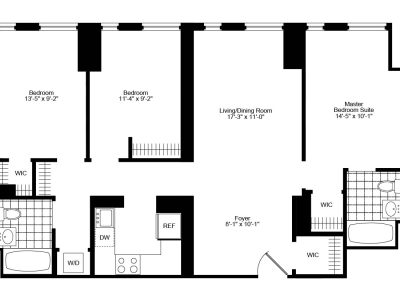 Bedroom
13'-5" x 9'-2"
Bedroom
11'-4" x 9'-2"
Living/Dining Room
17'-3" x 11'-0"
Master
Bedroom Suite
14'-5" x 10'-1"
WIC
WIC
DW
REF
Foyer
8'-1" x 10'-1"
WIC
W/D